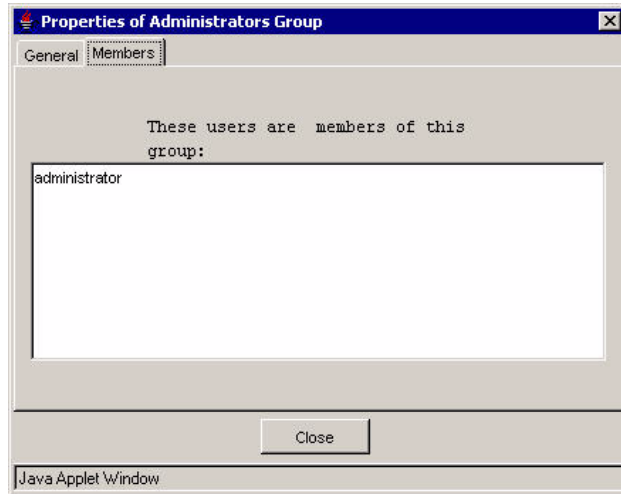 Properties of Administrators Group
General Members
These users are members of this
group:
administrator
Close
Java Applet Window